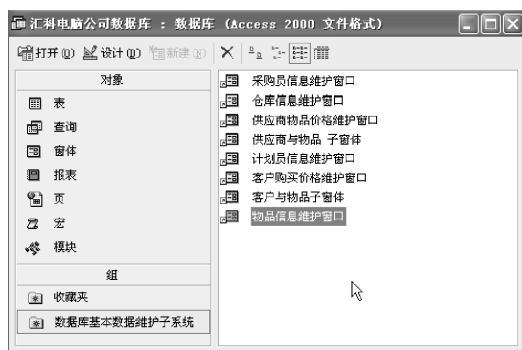 汇科电脑公司数据库 : 数据库 (Access 2000 文件格式)
打开(O) 设计(D) 新建(N)
对象
表
查询
窗体
报表
页
宏
模块
组
收藏夹
数据库基本数据维护子系统
采购员信息维护窗口
仓库信息维护窗口
供应商物品价格维护窗口
供应商与物品 子窗体
计划员信息维护窗口
客户购买价格维护窗口
客户与物品子窗体
物品信息维护窗口